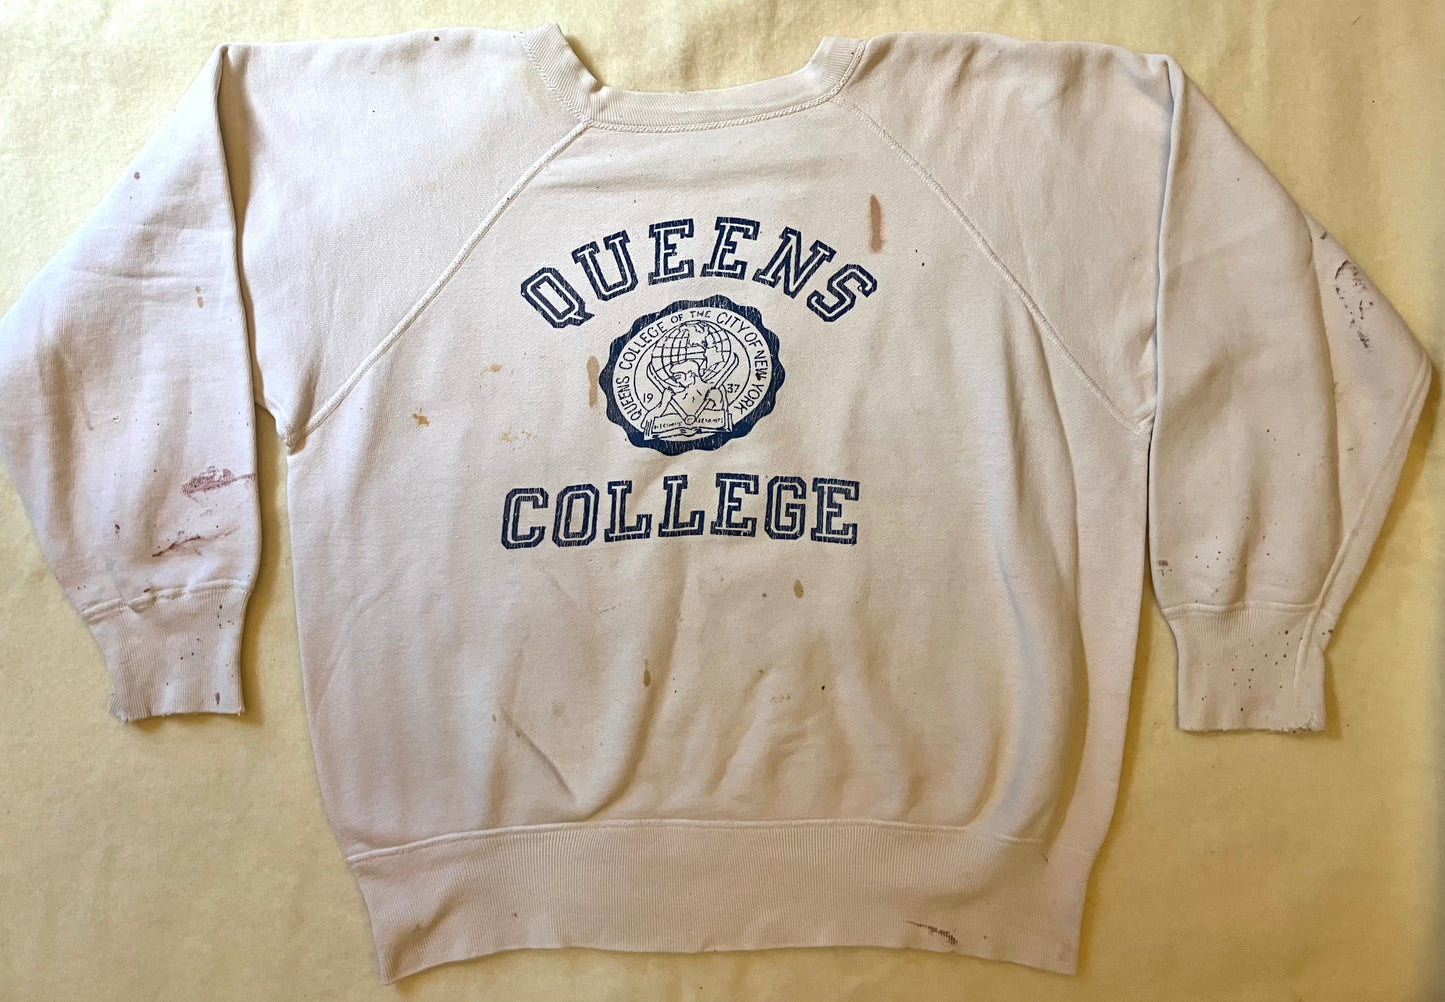 QUEENS
QUEENS COLLEGE OF THE CITY OF NEW YORK
19 37
COLLEGE